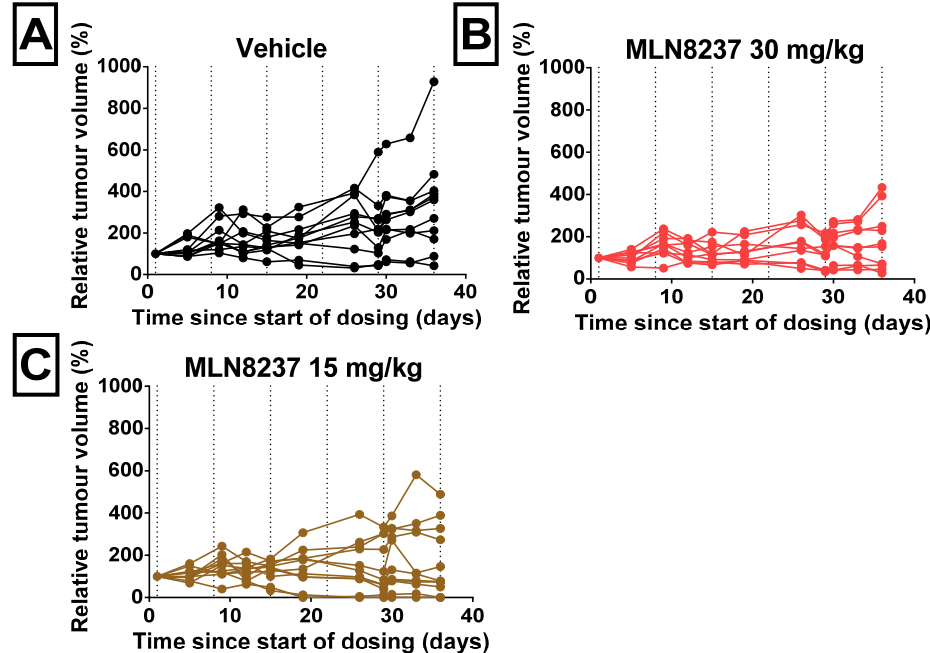 A
Vehicle
Relative tumour volume (%)
1000
800
600
400
200
0
0 10 20 30 40
Time since start of dosing (days)
B
MLN8237 30 mg/kg
Relative tumour volume (%)
1000
800
600
400
200
0
0 10 20 30 40
Time since start of dosing (days)
C
MLN8237 15 mg/kg
Relative tumour volume (%)
1000
800
600
400
200
0
0 10 20 30 40
Time since start of dosing (days)